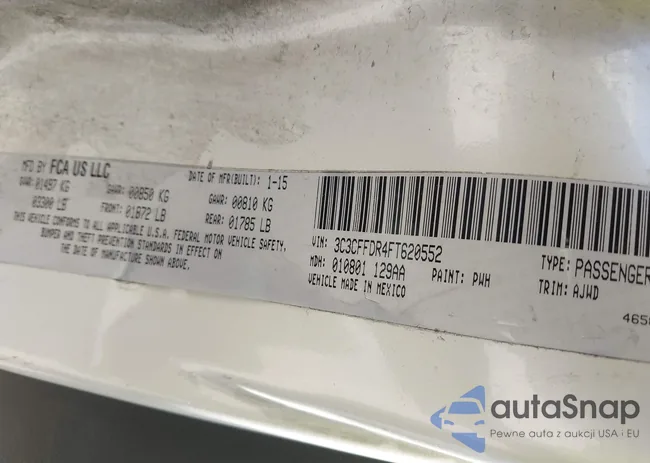 MFD BY FCA US LLC DATE OF MFR(BUILT): 1-15
GVWR: 01497 KG GAWR: 00850 KG GAWR: 00810 KG
03300 LB FRONT: 01872 LB REAR: 01785 LB
THIS VEHICLE CONFORMS TO ALL APPLICABLE U.S.A. FEDERAL MOTOR VEHICLE SAFETY,
BUMPER AND THEFT PREVENTION STANDARDS IN EFFECT ON
THE DATE OF MANUFACTURE SHOWN ABOVE.
VIN: 3C3CFFDR4FT620552 TYPE: PASSENGER
MDH: 010801 129AA PAINT: PWH TRIM: AJWD
VEHICLE MADE IN MEXICO
autaSnap
Pewne auta z aukcji USA i EU